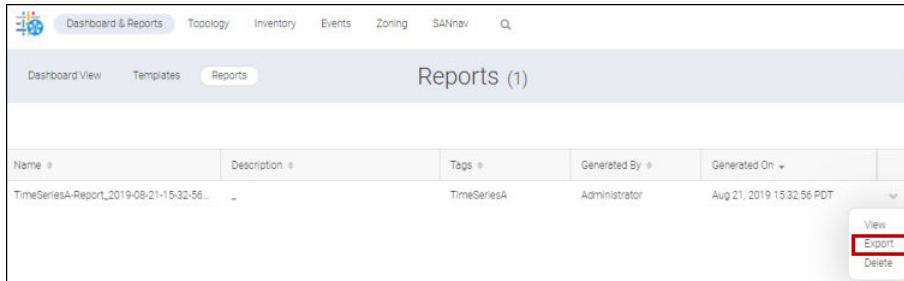 Dashboard & Reports Topology Inventory Events Zoning SANnav
Dashboard View Templates Reports Reports (1)
Name Description Tags Generated By Generated On
TimeSeriesA-Report_2019-08-21-15-32-56... _ TimeSeriesA Administrator Aug 21, 2019 15:32:56 PDT
View
Export
Delete